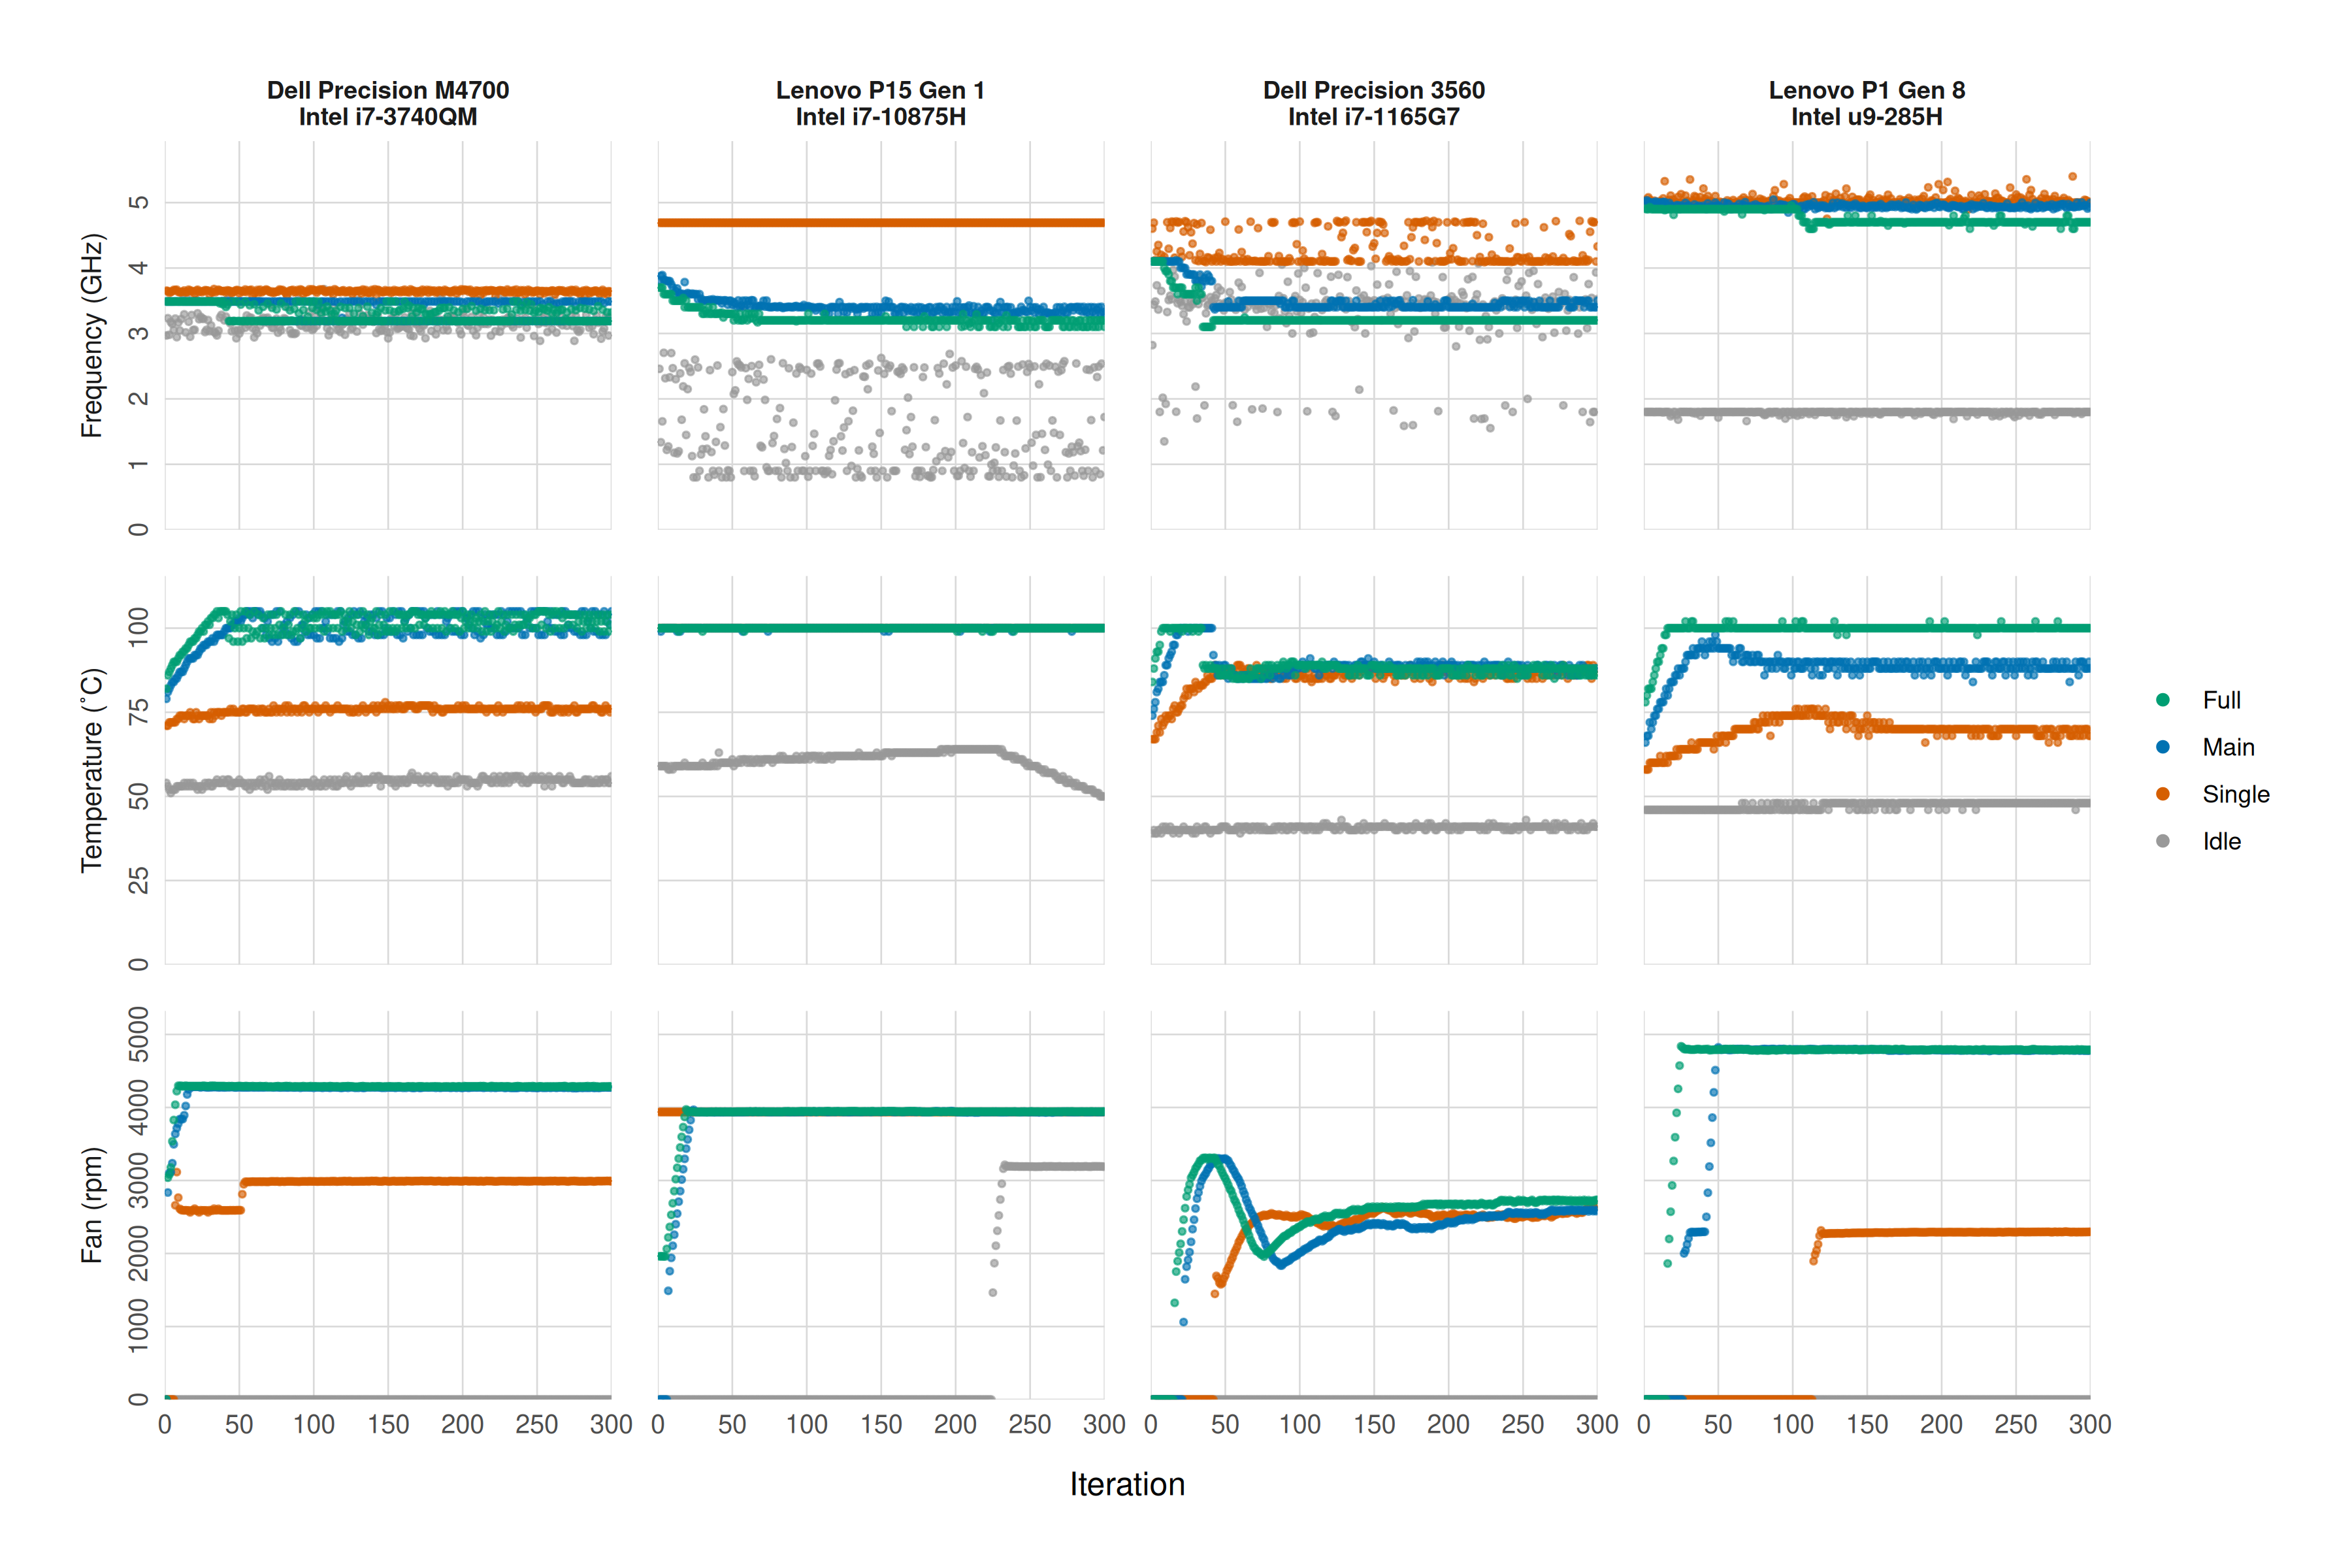 Dell Precision M4700
Intel i7-3740QM
Lenovo P15 Gen 1
Intel i7-10875H
Dell Precision 3560
Intel i7-1165G7
Lenovo P1 Gen 8
Intel u9-285H
Frequency (GHz)
5
4
3
2
1
0
Temperature (°C)
100
75
50
25
0
Fan (rpm)
5000
4000
3000
2000
1000
0
0 50 100 150 200 250 300
0 50 100 150 200 250 300
0 50 100 150 200 250 300
0 50 100 150 200 250 300
Iteration
Full
Main
Single
Idle